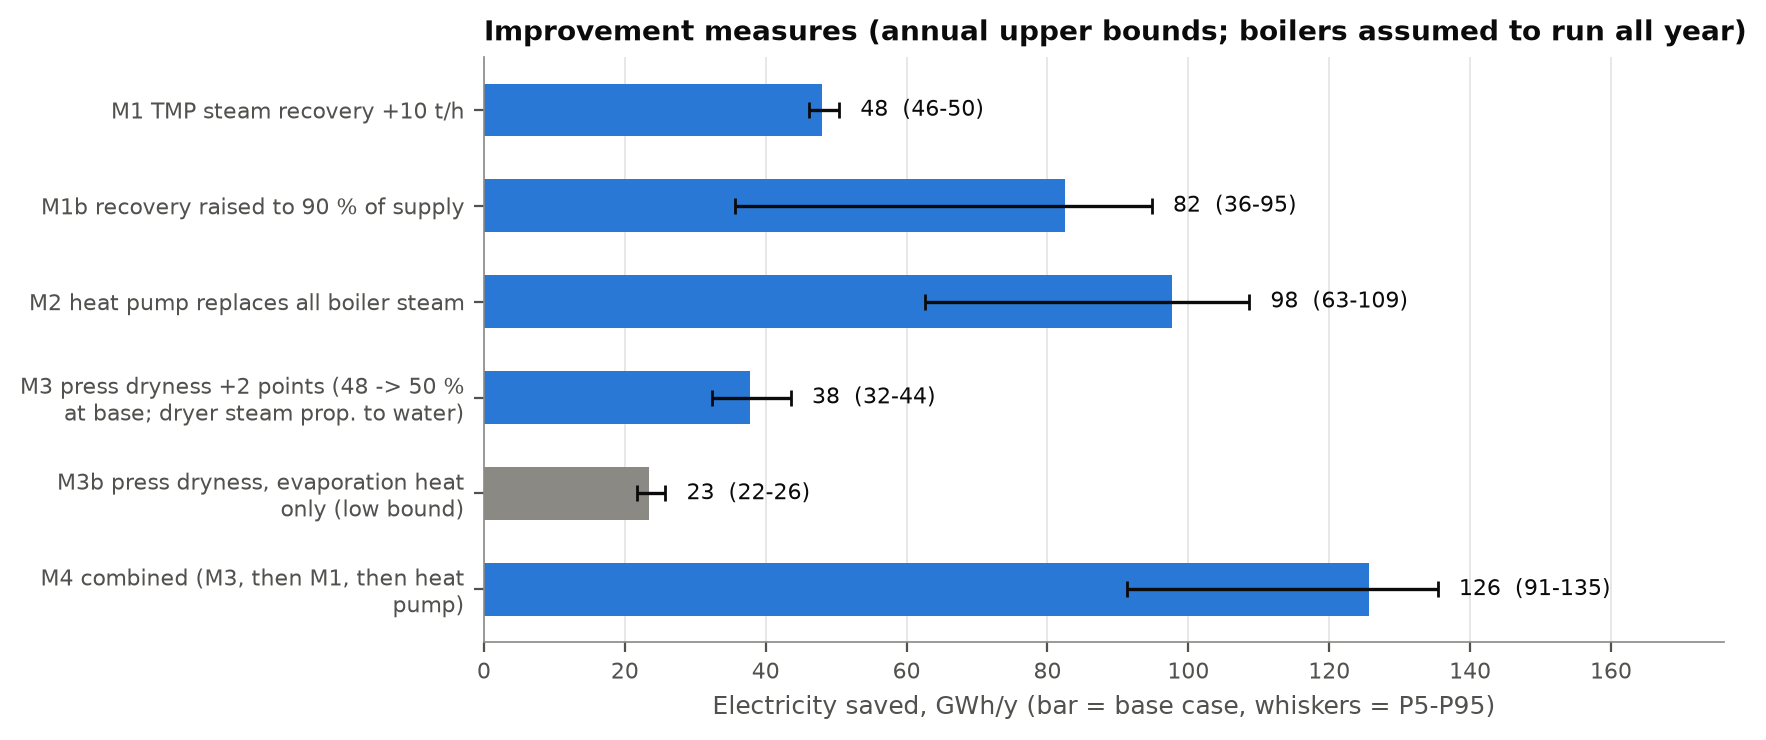 Improvement measures (annual upper bounds; boilers assumed to run all year)
M1 TMP steam recovery +10 t/h
48 (46-50)
M1b recovery raised to 90 % of supply
82 (36-95)
M2 heat pump replaces all boiler steam
98 (63-109)
M3 press dryness +2 points (48 -> 50 %
at base; dryer steam prop. to water)
38 (32-44)
M3b press dryness, evaporation heat
only (low bound)
23 (22-26)
M4 combined (M3, then M1, then heat
pump)
126 (91-135)
0 20 40 60 80 100 120 140 160
Electricity saved, GWh/y (bar = base case, whiskers = P5-P95)